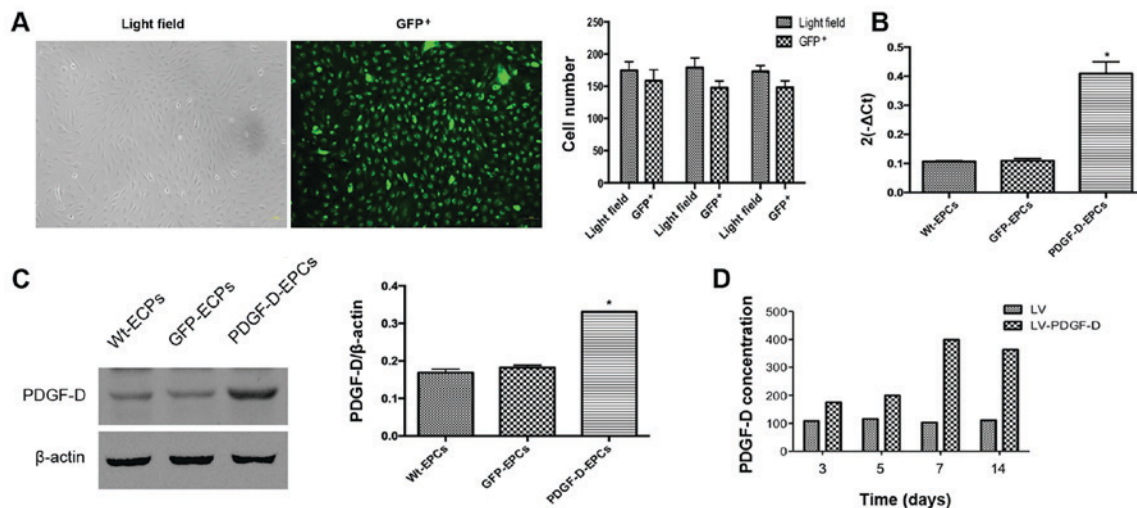 A
Light field
GFP+
Cell number
250
200
150
100
50
0
Light field
GFP+
Light field
GFP+
Light field
GFP+
Light field
GFP+
B
2(-ΔCt)
0.5
0.4
0.3
0.2
0.1
0.0
*
Wt-EPCs
GFP-EPCs
PDGF-D-EPCs
C
Wt-ECPs
GFP-ECPs
PDGF-D-EPCs
PDGF-D
β-actin
PDGF-D/β-actin
0.4
0.3
0.2
0.1
0.0
*
Wt-EPCs
GFP-EPCs
PDGF-D-EPCs
D
PDGF-D concentration
500
400
300
200
100
0
LV
LV-PDGF-D
3 5 7 14
Time (days)